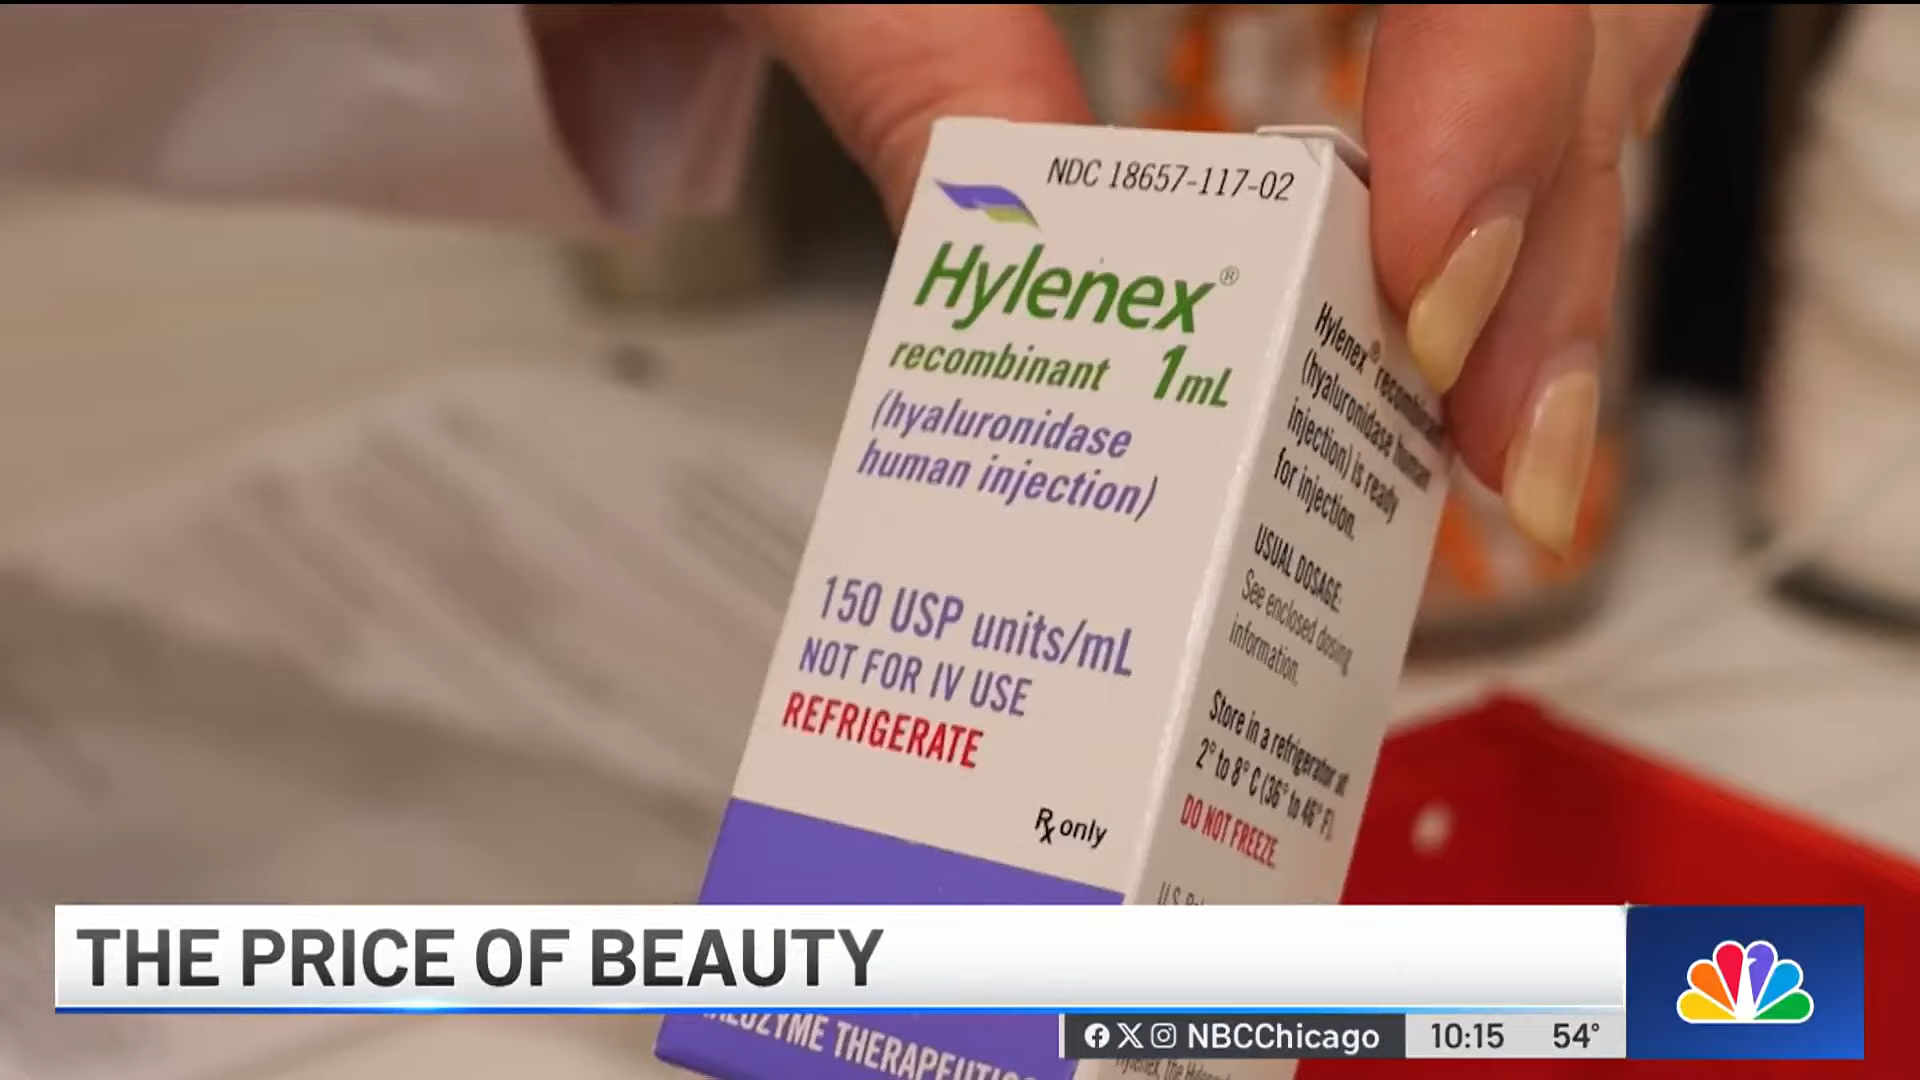 NDC 18657-117-02
Hylenex®
recombinant 1mL
(hyaluronidase
human injection)
150 USP units/mL
NOT FOR IV USE
REFRIGERATE
Rx only
THERAPEUTICS
Hylenex® recombinant
(hyaluronidase human
injection) is ready
for injection.
USUAL DOSAGE:
See enclosed dosing
information.
Store in a refrigerator at
2° to 8° C (36° to 46° F).
DO NOT FREEZE.
THE PRICE OF BEAUTY
NBCChicago
10:15 54°